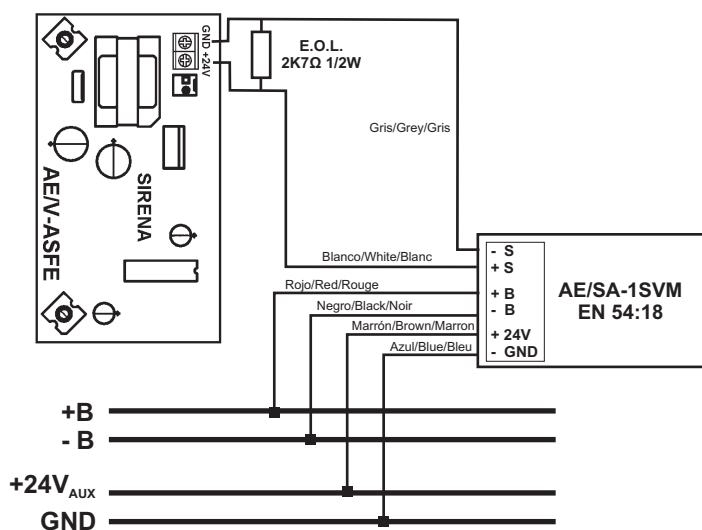 GND +24V
E.O.L.
2K7Ω 1/2W
Gris/Grey/Gris
AE/V-ASFE
SIRENA
Blanco/White/Blanc
Rojo/Red/Rouge
Negro/Black/Noir
Marrón/Brown/Marron
Azul/Blue/Bleu
- S
+ S
+ B
- B
+ 24V
- GND
AE/SA-1SVM
EN 54:18
+B
- B
+24VAUX
GND